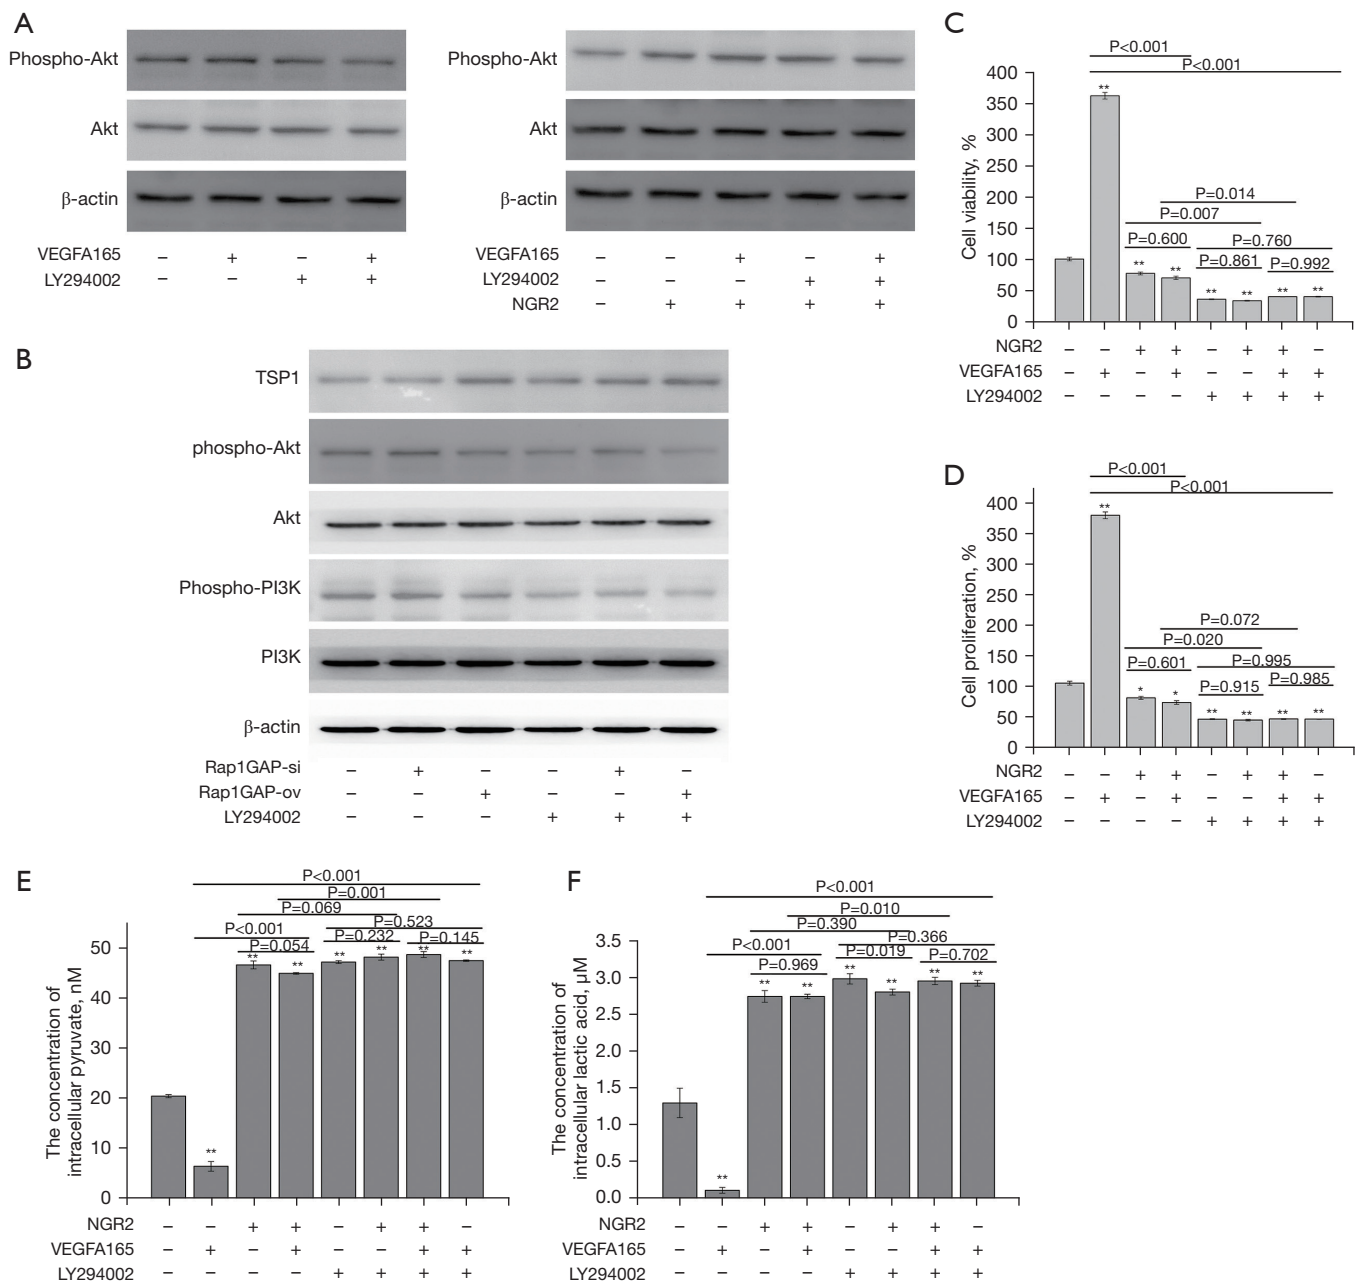 A
Phospho-Akt
Akt
β-actin
VEGFA165 – + – +
LY294002 – – + +
Phospho-Akt
Akt
β-actin
VEGFA165 – – + – +
LY294002 – – – + +
NGR2 – + + + +
B
TSP1
phospho-Akt
Akt
Phospho-PI3K
PI3K
β-actin
Rap1GAP-si – + – – + –
Rap1GAP-ov – – + – – +
LY294002 – – – + + +
C
Cell viability, %
400
350
300
250
200
150
100
50
0
P<0.001
P<0.001
P=0.014
P=0.007
P=0.600 P=0.760
P=0.861 P=0.992
** ** ** ** ** ** **
NGR2 – – + + – + + –
VEGFA165 – + – + – – + +
LY294002 – – – – + + + +
D
Cell proliferation, %
400
350
300
250
200
150
100
50
0
P<0.001
P<0.001
P=0.072
P=0.020
P=0.601 P=0.995
P=0.915 P=0.985
** * * ** ** ** **
NGR2 – – + + – + + –
VEGFA165 – + – + – – + +
LY294002 – – – – + + + +
E
The concentration of
intracellular pyruvate, nM
50
40
30
20
10
0
P<0.001
P=0.001
P=0.069
P=0.523
P<0.001 P=0.232 P=0.145
P=0.054
** ** ** ** ** ** **
NGR2 – – + + – + + –
VEGFA165 – + – + – – + +
LY294002 – – – – + + + +
F
The concentration of
intracellular lactic acid, μM
3.5
3.0
2.5
2.0
1.5
1.0
0.5
0.0
P<0.001
P=0.010
P=0.390
P=0.366
P<0.001 P=0.019 P=0.702
P=0.969
** ** ** ** ** ** **
NGR2 – – + + – + + –
VEGFA165 – + – + – – + +
LY294002 – – – – + + + +